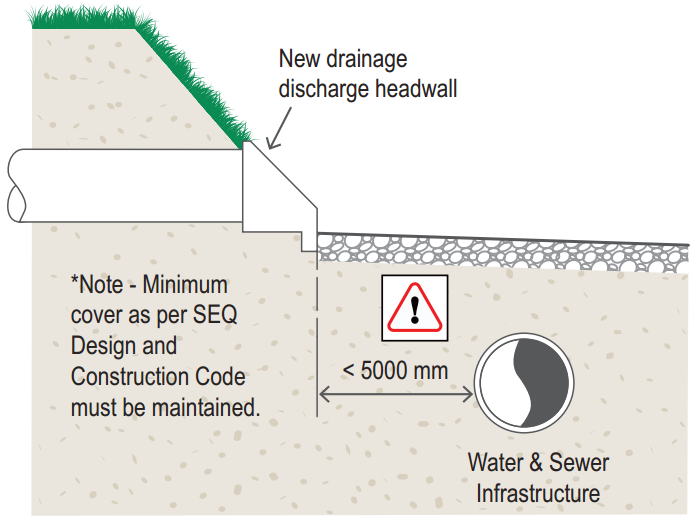 New drainage
discharge headwall
*Note - Minimum
cover as per SEQ
Design and
Construction Code
must be maintained.
!
< 5000 mm
Water & Sewer
Infrastructure